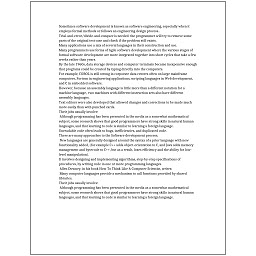 Sometimes software development is known as software engineering, especially when it
employs formal methods or follows an engineering design process.
Trial-and-error/divide-and-conquer is needed: the programmer will try to remove some
parts of the original test case and check if the problem still exists.
Many applications use a mix of several languages in their construction and use.
Many programmers use forms of Agile software development where the various stages of
formal software development are more integrated together into short cycles that take a few
weeks rather than years.
By the late 1960s, data storage devices and computer terminals became inexpensive enough
that programs could be created by typing directly into the computers.
For example, COBOL is still strong in corporate data centers often on large mainframe
computers, Fortran in engineering applications, scripting languages in Web development,
and C in embedded software.
However, because an assembly language is little more than a different notation for a
machine language, two machines with different instruction sets also have different
assembly languages.
Text editors were also developed that allowed changes and corrections to be made much
more easily than with punched cards.
Their jobs usually involve:
Although programming has been presented in the media as a somewhat mathematical
subject, some research shows that good programmers have strong skills in natural human
languages, and that learning to code is similar to learning a foreign language.
Unreadable code often leads to bugs, inefficiencies, and duplicated code.
There are many approaches to the Software development process.
New languages are generally designed around the syntax of a prior language with new
functionality added, (for example C++ adds object-orientation to C, and Java adds memory
management and bytecode to C++, but as a result, loses efficiency and the ability for low-
level manipulation).
It involves designing and implementing algorithms, step-by-step specifications of
procedures, by writing code in one or more programming languages.
Allen Downey, in his book How To Think Like A Computer Scientist, writes:
Many computer languages provide a mechanism to call functions provided by shared
libraries.
Their jobs usually involve:
Although programming has been presented in the media as a somewhat mathematical
subject, some research shows that good programmers have strong skills in natural human
languages, and that learning to code is similar to learning a foreign language.